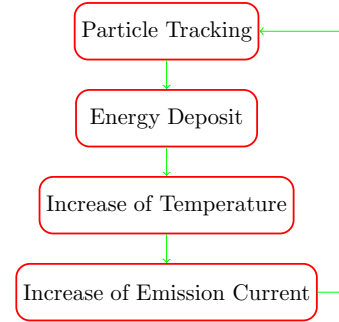 Particle Tracking
Energy Deposit
Increase of Temperature
Increase of Emission Current